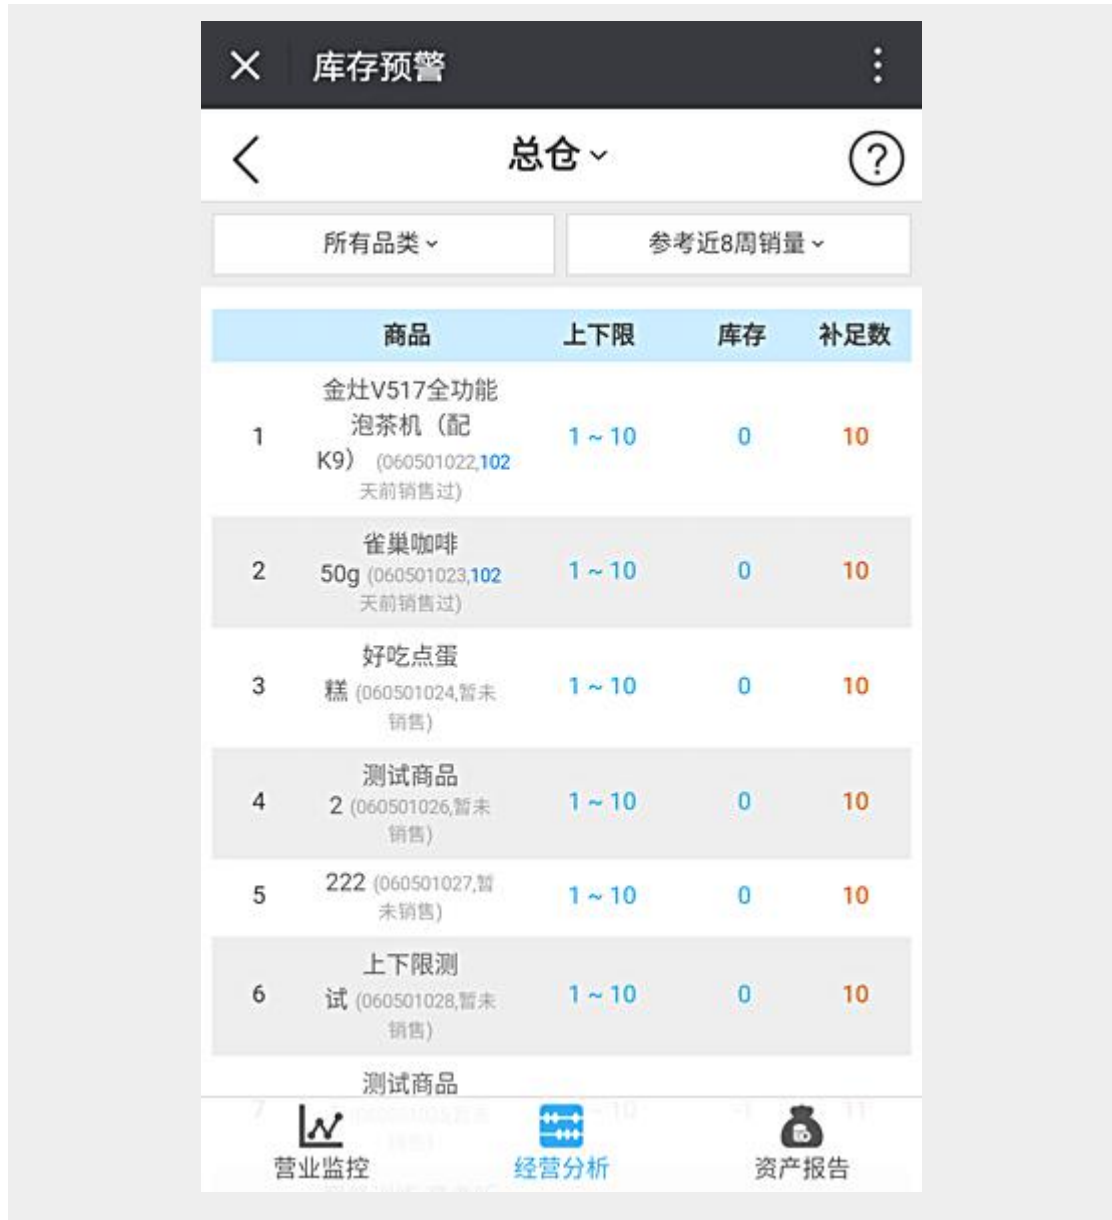 库存预警
总仓
所有品类
参考近8周销量
商品 上下限 库存 补足数
金灶V517全功能
泡茶机（配
1 K9） (060501022,102 1 ~ 10 0 10
天前销售过)
雀巢咖啡
2 50g (060501023,102 1 ~ 10 0 10
天前销售过)
好吃点蛋
3 糕 (060501024,暂未 1 ~ 10 0 10
销售)
测试商品
4 2 (060501026,暂未 1 ~ 10 0 10
销售)
5 222 (060501027,暂 1 ~ 10 0 10
未销售)
上下限测
6 试 (060501028,暂未 1 ~ 10 0 10
销售)
测试商品
7 10 -1 11
营业监控 经营分析 资产报告